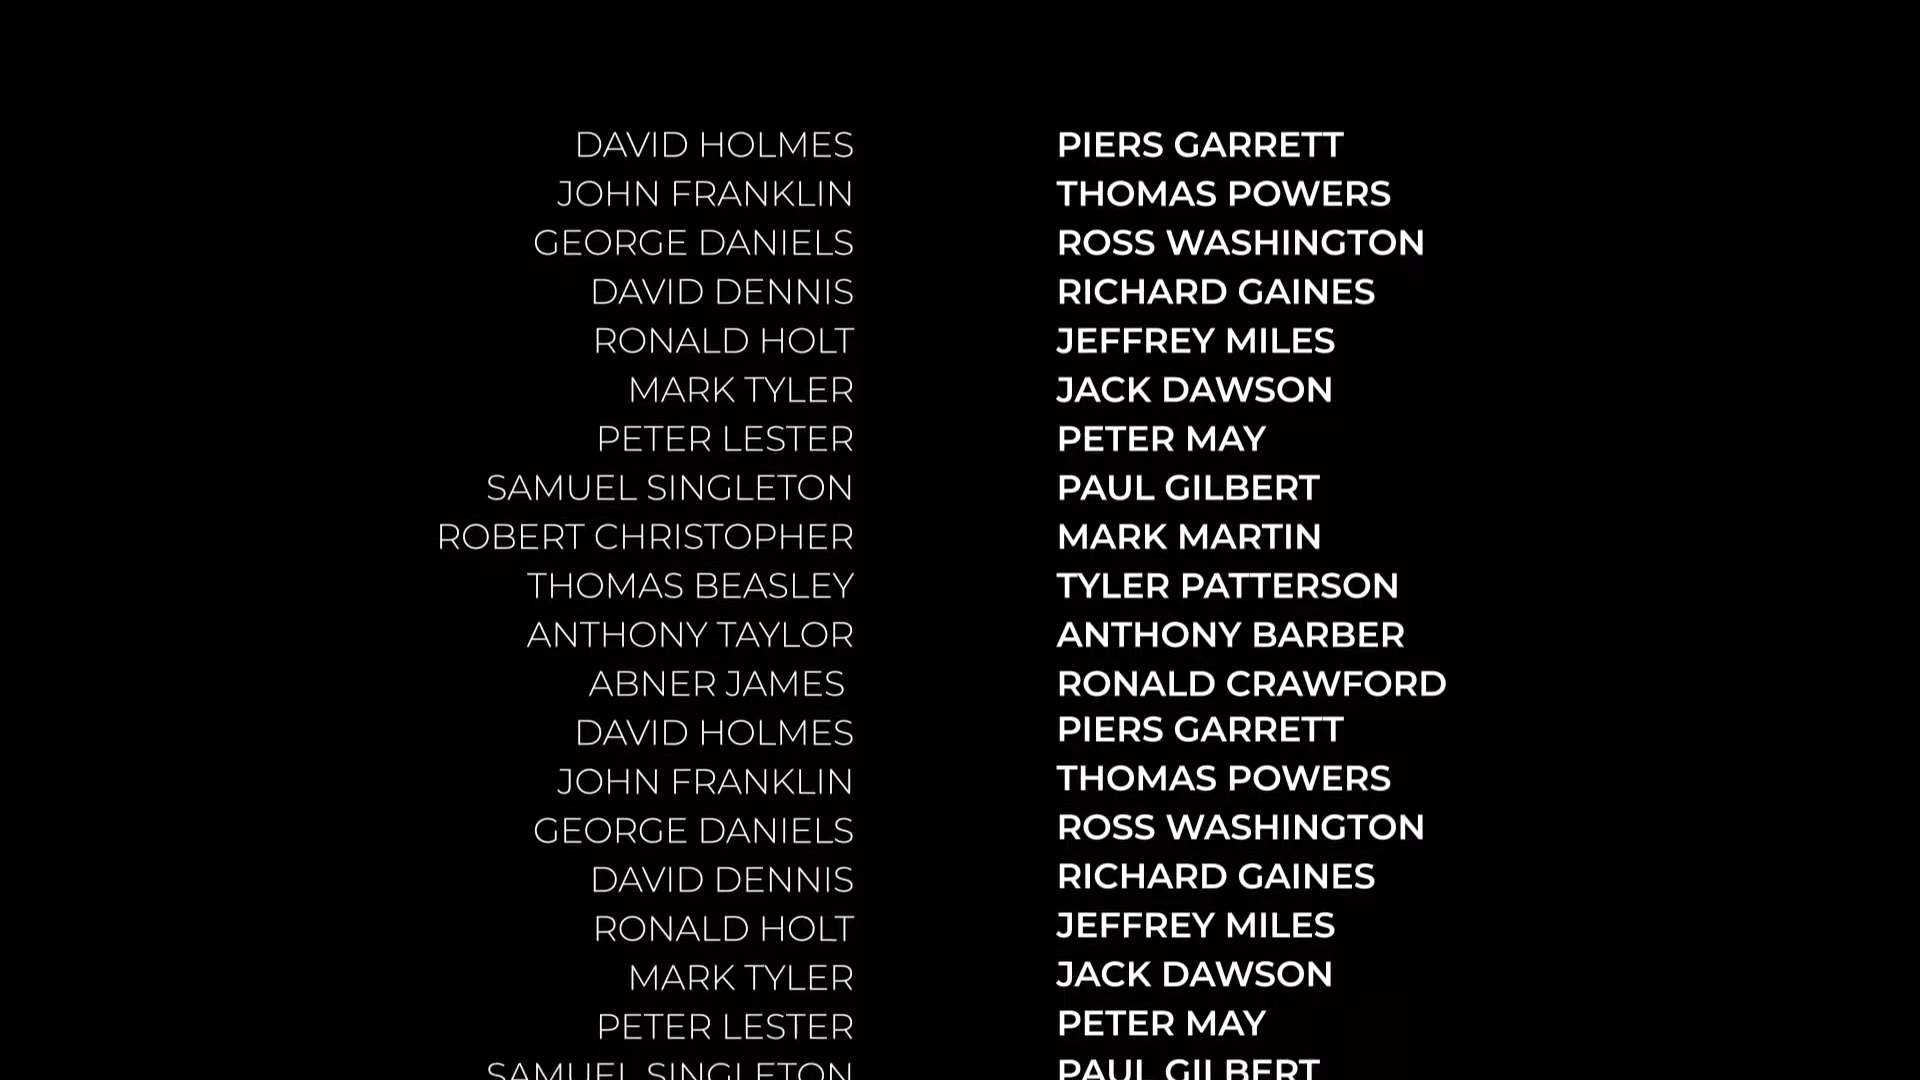 DAVID HOLMES PIERS GARRETT
JOHN FRANKLIN THOMAS POWERS
GEORGE DANIELS ROSS WASHINGTON
DAVID DENNIS RICHARD GAINES
RONALD HOLT JEFFREY MILES
MARK TYLER JACK DAWSON
PETER LESTER PETER MAY
SAMUEL SINGLETON PAUL GILBERT
ROBERT CHRISTOPHER MARK MARTIN
THOMAS BEASLEY TYLER PATTERSON
ANTHONY TAYLOR ANTHONY BARBER
ABNER JAMES RONALD CRAWFORD
DAVID HOLMES PIERS GARRETT
JOHN FRANKLIN THOMAS POWERS
GEORGE DANIELS ROSS WASHINGTON
DAVID DENNIS RICHARD GAINES
RONALD HOLT JEFFREY MILES
MARK TYLER JACK DAWSON
PETER LESTER PETER MAY
SAMUEL SINGLETON PAUL GILBERT